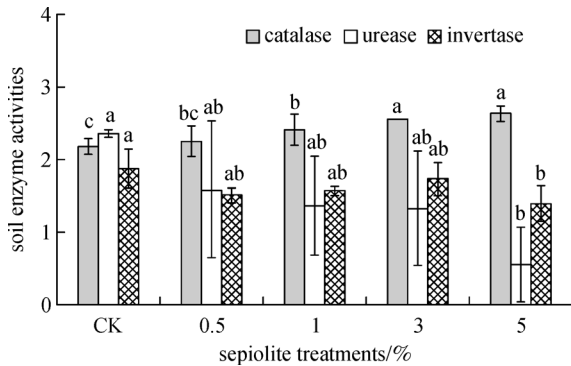 4
catalase urease invertase
soil enzyme activities
3
2
1
0
c a a
bc ab ab
b ab ab
a ab ab
a b b
CK 0.5 1 3 5
sepiolite treatments/%